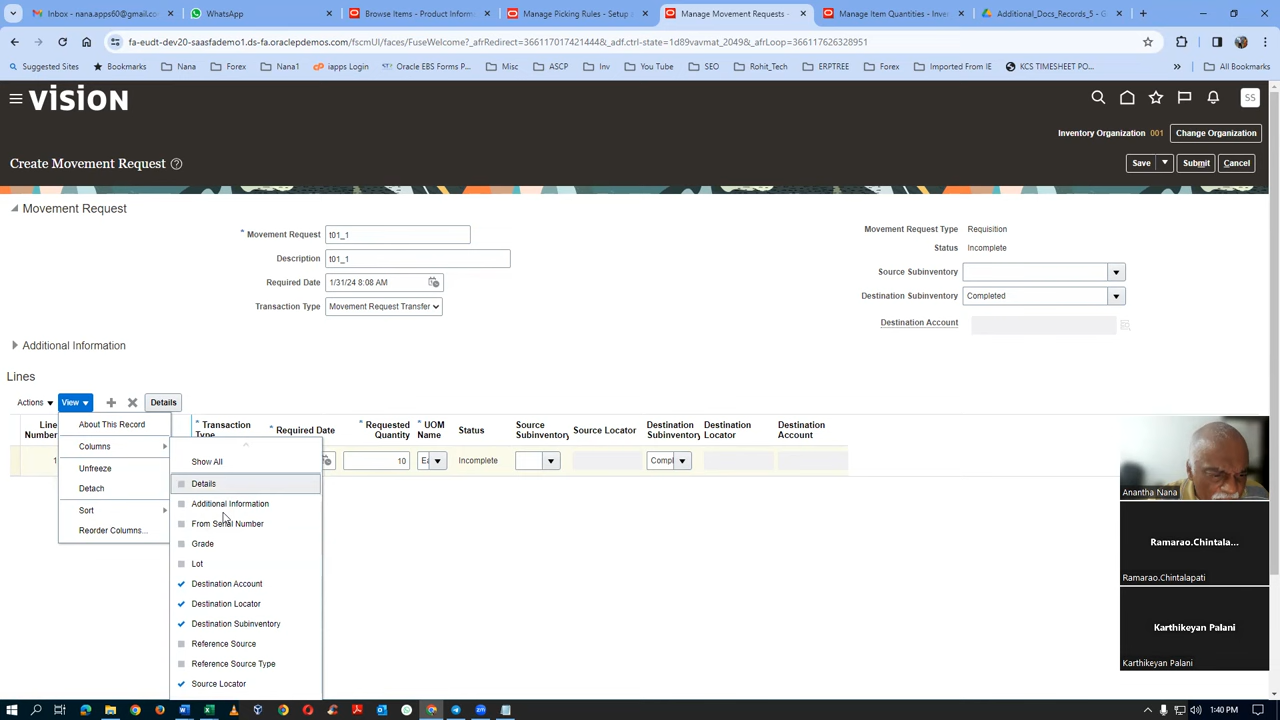 Inbox - nana.apps60@gmail.com
WhatsApp
Browse Items - Product Informa
Manage Picking Rules - Setup a
Manage Movement Requests -
Manage Item Quantities - Inver
Additional_Docs_Records_5 - G
fa-eudt-dev20-saasfademo1.ds-fa.oraclepdemos.com/fscmUI/faces/FuseWelcome?_afrRedirect=3661170174214448&_adf.ctrl-state=1d89vavmat_2049&_afrLoop=366117626328951
Suggested Sites
Bookmarks
Nana
Forex
Nana1
iapps Login
Oracle EBS Forms P...
Misc
ASCP
Inv
You Tube
SEO
Rohit_Tech
ERPTREE
Forex
Imported From IE
KCS TIMESHEET PO...
All Bookmarks
VISION
SS
Inventory Organization 001 Change Organization
Create Movement Request
Save Submit Cancel
Movement Request
* Movement Request t01_1
Description t01_1
Required Date 1/31/24 8:08 AM
Transaction Type Movement Request Transfer
Movement Request Type Requisition
Status Incomplete
Source Subinventory
Destination Subinventory Completed
Destination Account
Additional Information
Lines
Actions View Details
Line Number
* Transaction Type
* Required Date
* Requested Quantity
* UOM Name
Status
Source Subinventory
Source Locator
Destination Subinventory
Destination Locator
Destination Account
1 10 Ea Incomplete Compl
About This Record
Columns
Unfreeze
Detach
Sort
Reorder Columns...
Show All
Details
Additional Information
From Serial Number
Grade
Lot
Destination Account
Destination Locator
Destination Subinventory
Reference Source
Reference Source Type
Source Locator
Anantha Nana
Ramarao.Chintala...
Ramarao.Chintalapati
Karthikeyan Palani
Karthikeyan Palani
1:40 PM